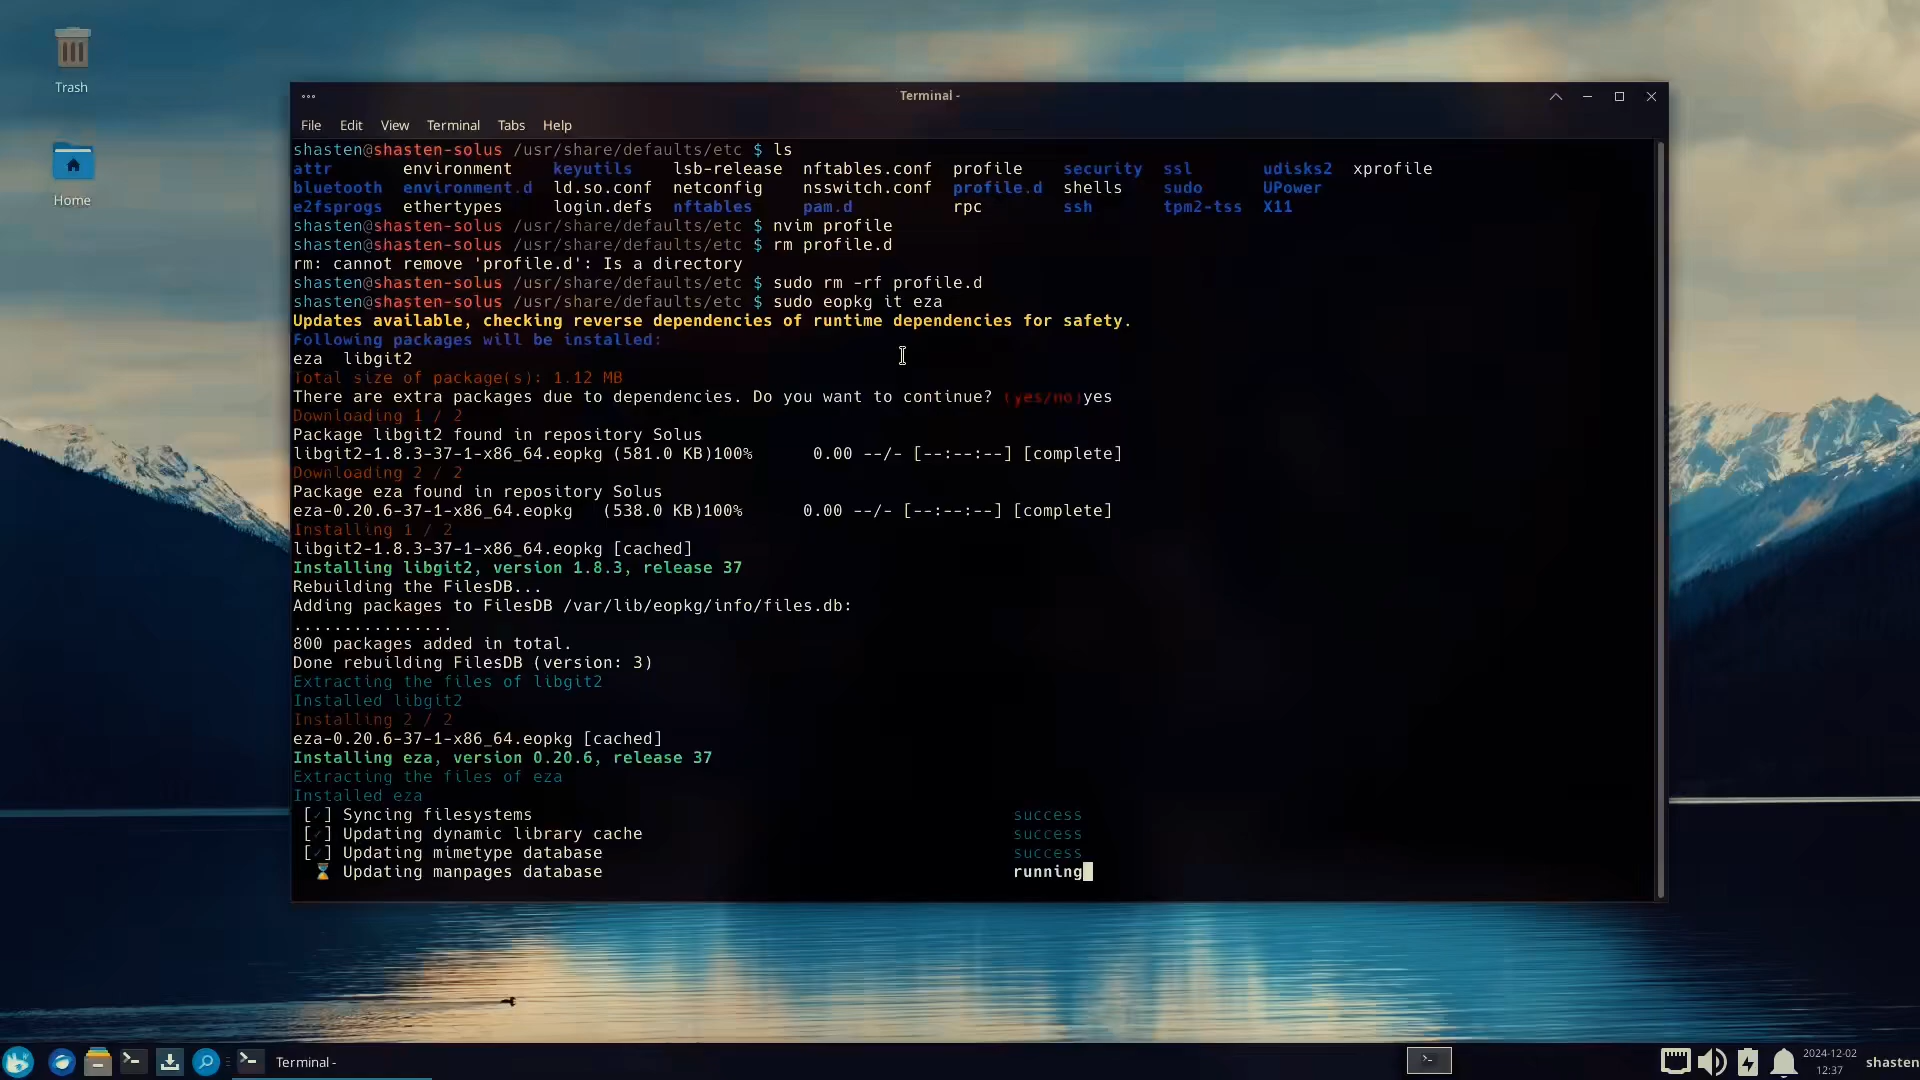 Trash
Home
Terminal -
File Edit View Terminal Tabs Help
shasten@shasten-solus /usr/share/defaults/etc $ ls
attr environment keyutils lsb-release nftables.conf profile security ssl udisks2 xprofile
bluetooth environment.d ld.so.conf netconfig nsswitch.conf profile.d shells sudo UPower
e2fsprogs ethertypes login.defs nftables pam.d rpc ssh tpm2-tss X11
shasten@shasten-solus /usr/share/defaults/etc $ nvim profile
shasten@shasten-solus /usr/share/defaults/etc $ rm profile.d
rm: cannot remove 'profile.d': Is a directory
shasten@shasten-solus /usr/share/defaults/etc $ sudo rm -rf profile.d
shasten@shasten-solus /usr/share/defaults/etc $ sudo eopkg it eza
Updates available, checking reverse dependencies of runtime dependencies for safety.
Following packages will be installed:
eza libgit2
Total size of package(s): 1.12 MB
There are extra packages due to dependencies. Do you want to continue? (yes/no)yes
Downloading 1 / 2
Package libgit2 found in repository Solus
libgit2-1.8.3-37-1-x86_64.eopkg (581.0 KB)100% 0.00 --/- [--:--:--] [complete]
Downloading 2 / 2
Package eza found in repository Solus
eza-0.20.6-37-1-x86_64.eopkg (538.0 KB)100% 0.00 --/- [--:--:--] [complete]
Installing 1 / 2
libgit2-1.8.3-37-1-x86_64.eopkg [cached]
Installing libgit2, version 1.8.3, release 37
Rebuilding the FilesDB...
Adding packages to FilesDB /var/lib/eopkg/info/files.db:
................
800 packages added in total.
Done rebuilding FilesDB (version: 3)
Extracting the files of libgit2
Installed libgit2
Installing 2 / 2
eza-0.20.6-37-1-x86_64.eopkg [cached]
Installing eza, version 0.20.6, release 37
Extracting the files of eza
Installed eza
[✓] Syncing filesystems success
[✓] Updating dynamic library cache success
[✓] Updating mimetype database success
⌛ Updating manpages database running
Terminal -
2024-12-02
12:37
shasten